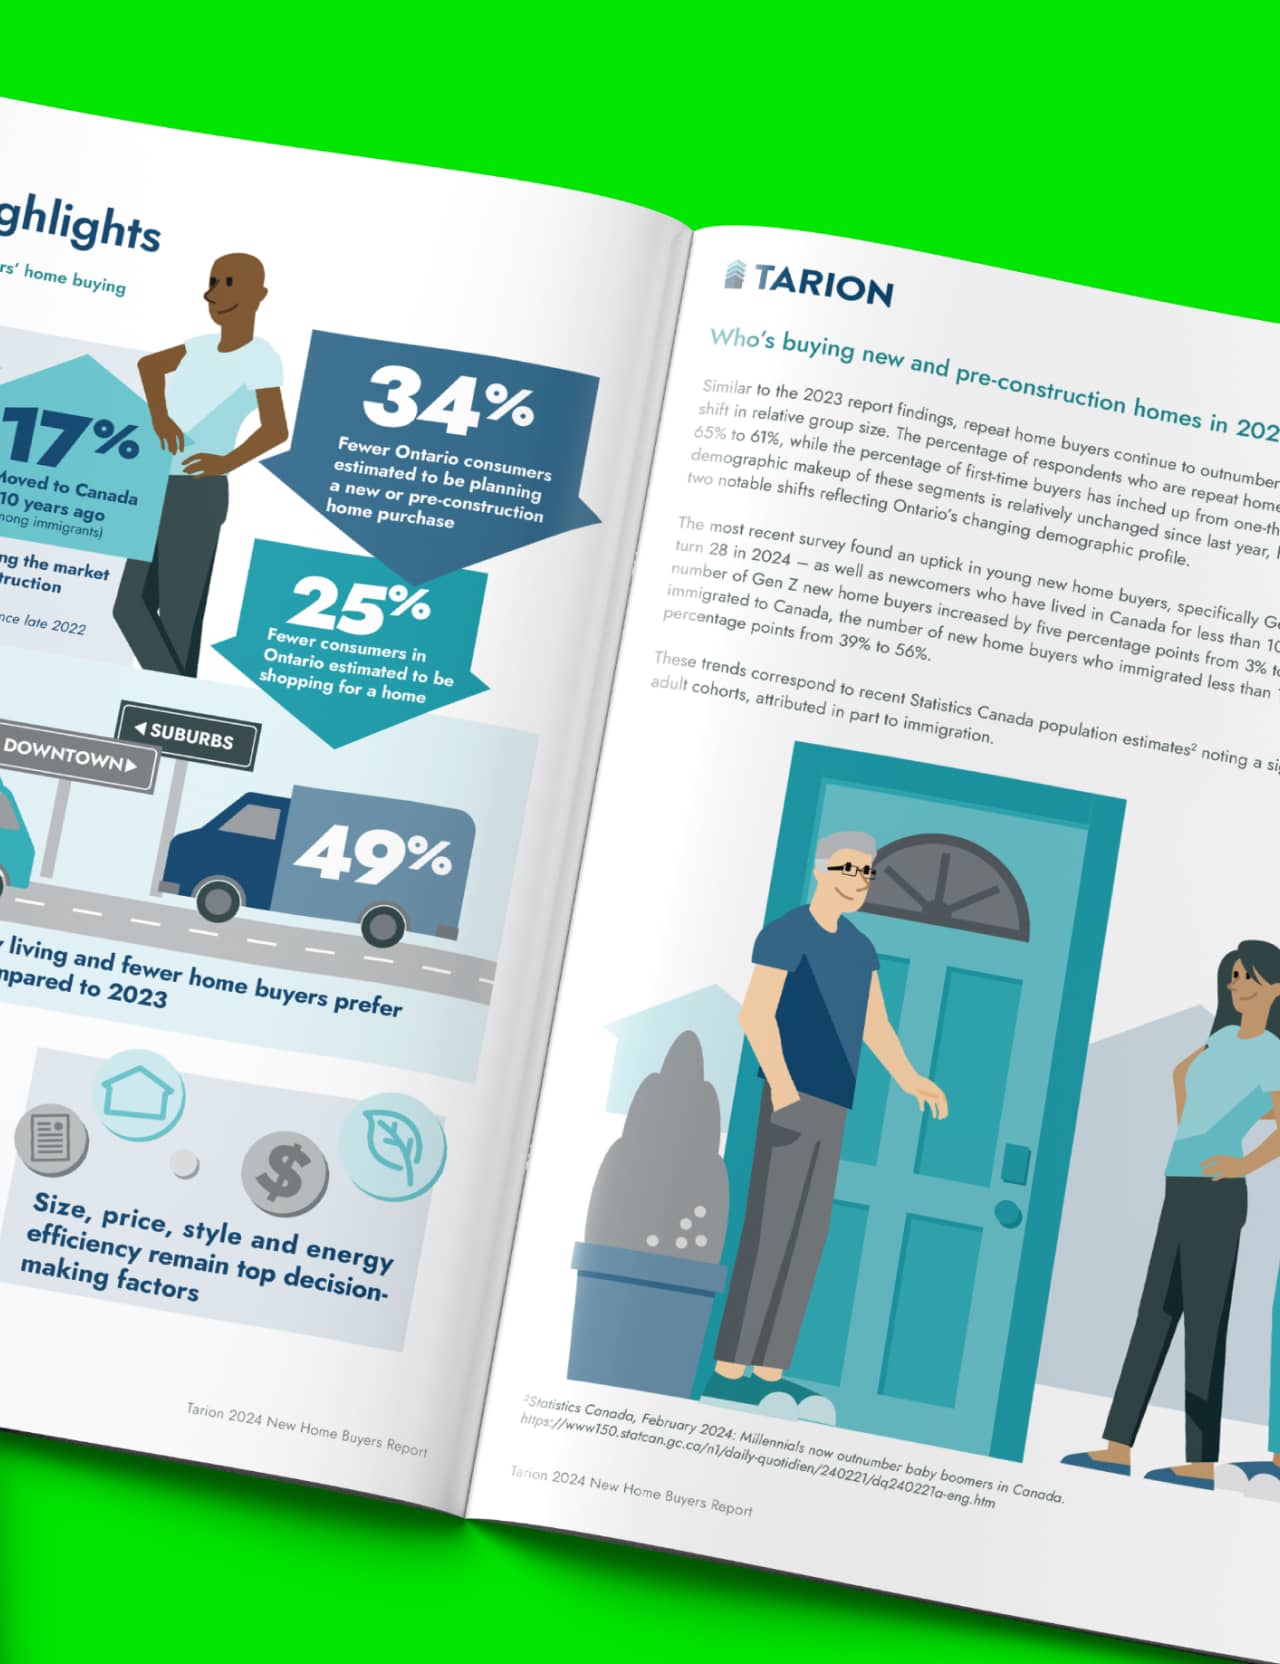 ghlights
rs' home buying
17%
Moved to Canada
10 years ago
mong immigrants)
ng the market
truction
nce late 2022
34%
Fewer Ontario consumers
estimated to be planning
a new or pre-construction
home purchase
25%
Fewer consumers in
Ontario estimated to be
shopping for a home
◀ SUBURBS
DOWNTOWN ▶
49%
living and fewer home buyers prefer
mpared to 2023
Size, price, style and energy
efficiency remain top decision-
making factors
Tarion 2024 New Home Buyers Report
TARION
Who's buying new and pre-construction homes in 202
Similar to the 2023 report findings, repeat home buyers continue to outnumber
shift in relative group size. The percentage of respondents who are repeat home
65% to 61%, while the percentage of first-time buyers has inched up from one-th
demographic makeup of these segments is relatively unchanged since last year,
two notable shifts reflecting Ontario's changing demographic profile.
The most recent survey found an uptick in young new home buyers, specifically Ge
turn 28 in 2024 – as well as newcomers who have lived in Canada for less than 10
number of Gen Z new home buyers increased by five percentage points from 3% to
immigrated to Canada, the number of new home buyers who immigrated less than
percentage points from 39% to 56%.
These trends correspond to recent Statistics Canada population estimates² noting a si
adult cohorts, attributed in part to immigration.
²Statistics Canada, February 2024: Millennials now outnumber baby boomers in Canada.
https://www150.statcan.gc.ca/n1/daily-quotidien/240221/dq240221a-eng.htm
Tarion 2024 New Home Buyers Report